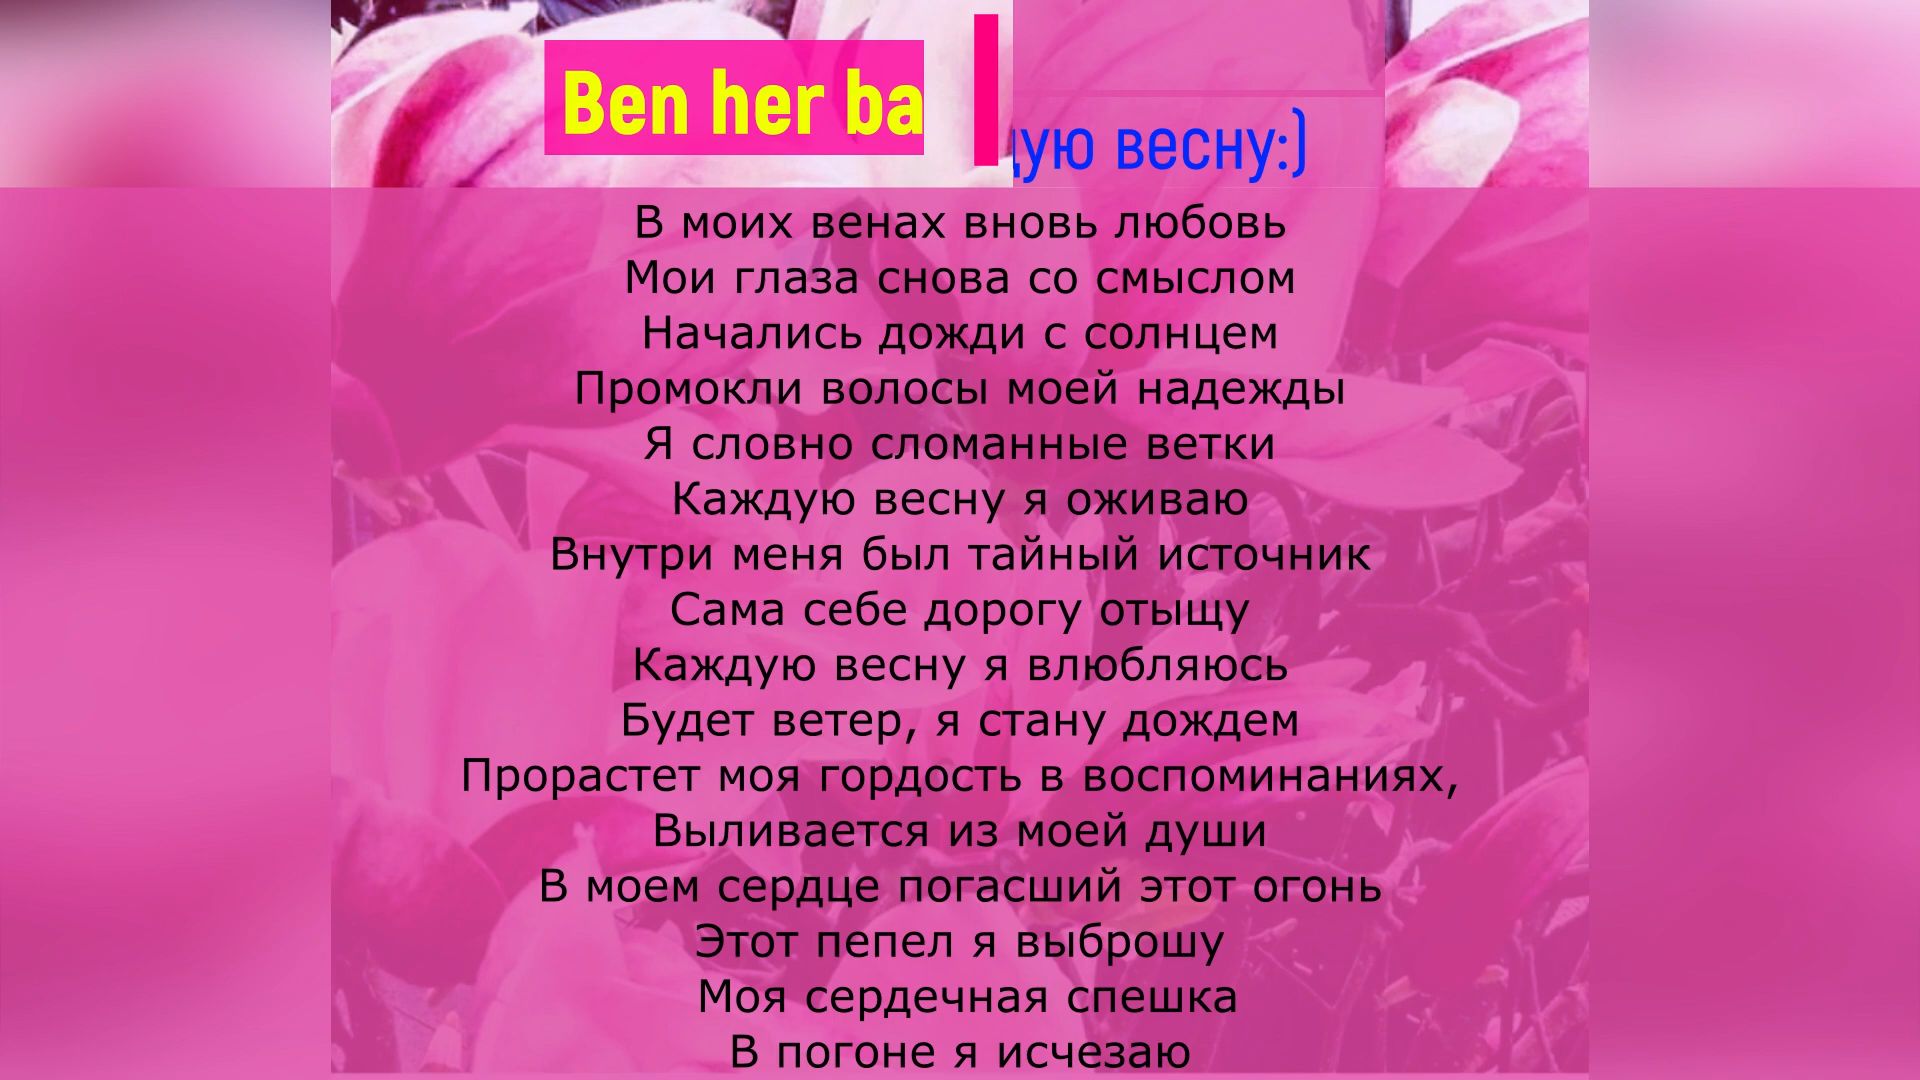 Ben her ba
ую весну:)
В моих венах вновь любовь
Мои глаза снова со смыслом
Начались дожди с солнцем
Промокли волосы моей надежды
Я словно сломанные ветки
Каждую весну я оживаю
Внутри меня был тайный источник
Сама себе дорогу отыщу
Каждую весну я влюбляюсь
Будет ветер, я стану дождем
Прорастет моя гордость в воспоминаниях,
Выливается из моей души
В моем сердце погасший этот огонь
Этот пепел я выброшу
Моя сердечная спешка
В погоне я исчезаю